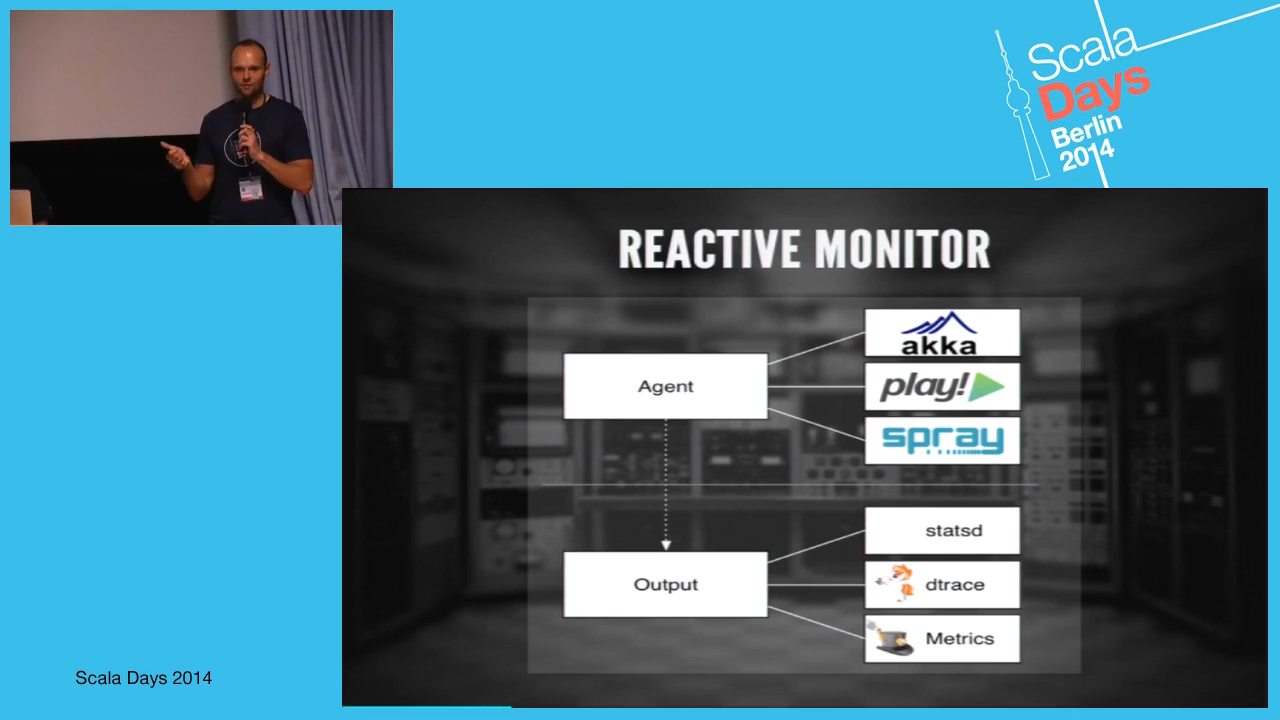 Scala
Days
Berlin
2014
REACTIVE MONITOR
akka
Agent
play!
spray
statsd
Output
dtrace
Metrics
Scala Days 2014